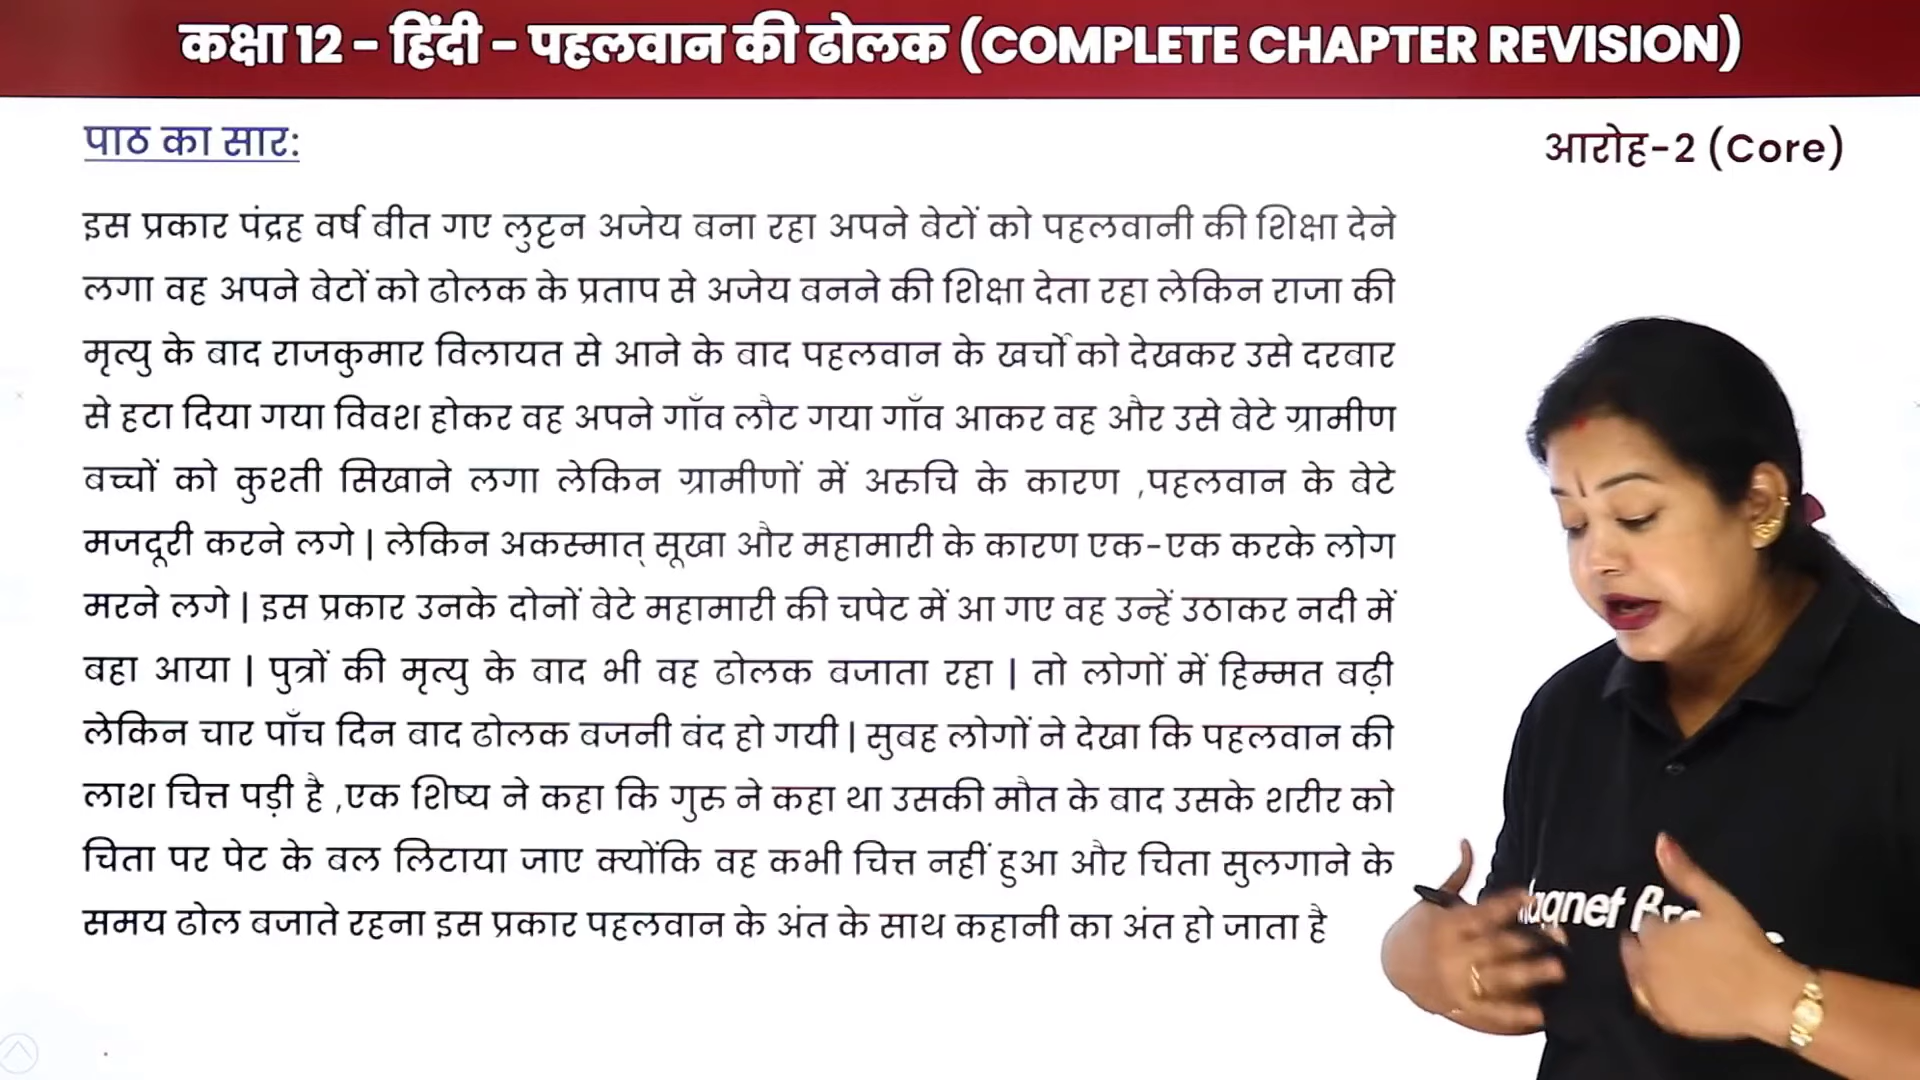 कक्षा 12 - हिंदी - पहलवान की ढोलक (COMPLETE CHAPTER REVISION)
पाठ का सार:
आरोह-2 (Core)
इस प्रकार पंद्रह वर्ष बीत गए लुट्टन अजेय बना रहा अपने बेटों को पहलवानी की शिक्षा देने
लगा वह अपने बेटों को ढोलक के प्रताप से अजेय बनने की शिक्षा देता रहा लेकिन राजा की
मृत्यु के बाद राजकुमार विलायत से आने के बाद पहलवान के खर्चों को देखकर उसे दरबार
से हटा दिया गया विवश होकर वह अपने गाँव लौट गया गाँव आकर वह और उसे बेटे ग्रामीण
बच्चों को कुश्ती सिखाने लगा लेकिन ग्रामीणों में अरुचि के कारण ,पहलवान के बेटे
मजदूरी करने लगे | लेकिन अकस्मात् सूखा और महामारी के कारण एक-एक करके लोग
मरने लगे | इस प्रकार उनके दोनों बेटे महामारी की चपेट में आ गए वह उन्हें उठाकर नदी में
बहा आया | पुत्रों की मृत्यु के बाद भी वह ढोलक बजाता रहा | तो लोगों में हिम्मत बढ़ी
लेकिन चार पाँच दिन बाद ढोलक बजनी बंद हो गयी | सुबह लोगों ने देखा कि पहलवान की
लाश चित्त पड़ी है ,एक शिष्य ने कहा कि गुरु ने कहा था उसकी मौत के बाद उसके शरीर को
चिता पर पेट के बल लिटाया जाए क्योंकि वह कभी चित्त नहीं हुआ और चिता सुलगाने के
समय ढोल बजाते रहना इस प्रकार पहलवान के अंत के साथ कहानी का अंत हो जाता है